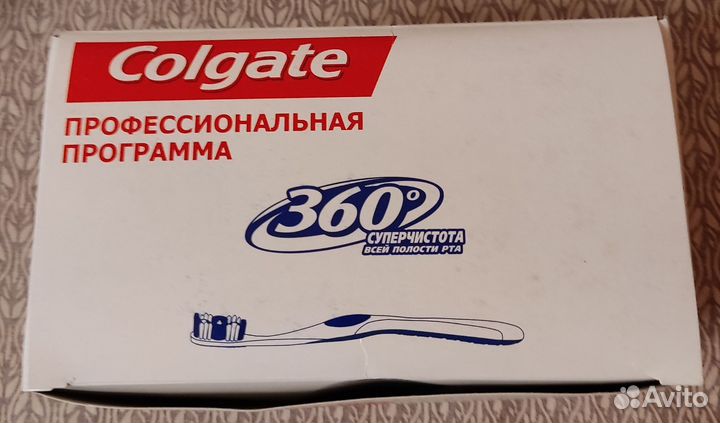 Colgate
ПРОФЕССИОНАЛЬНАЯ
ПРОГРАММА
360°
СУПЕРЧИСТОТА
ВСЕЙ ПОЛОСТИ РТА
Avito